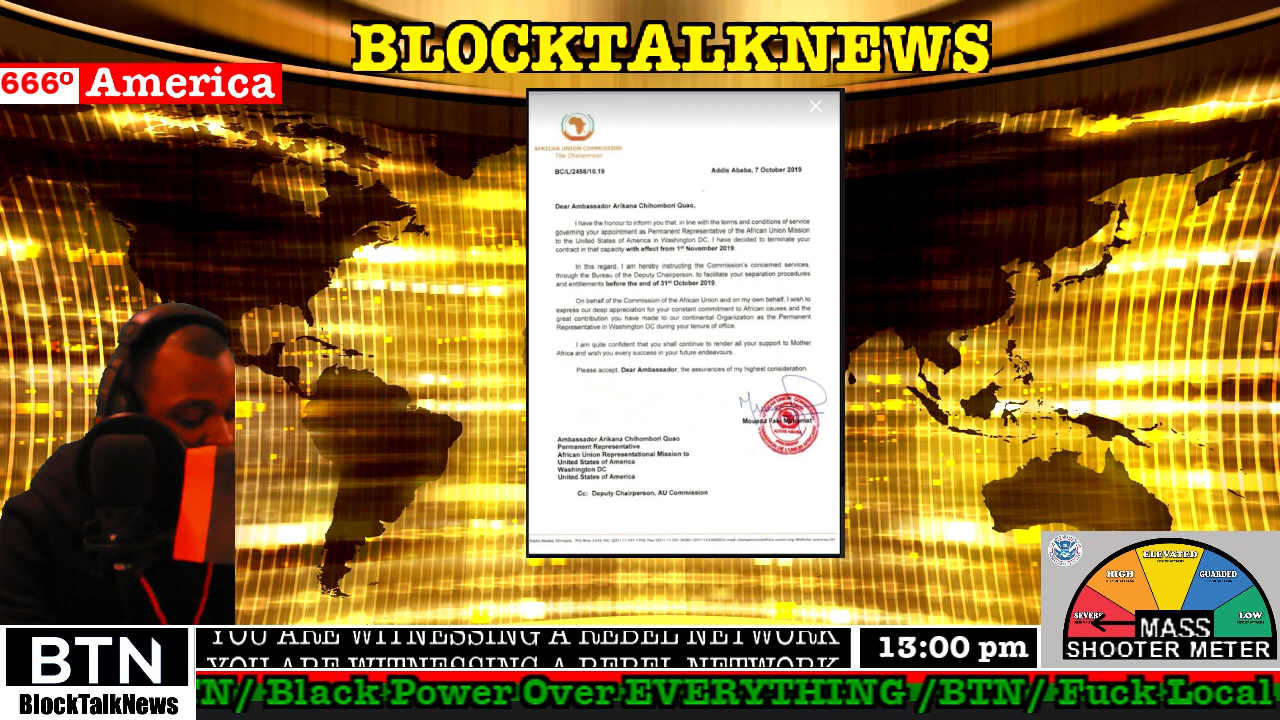 BLOCKTALKNEWS
666º America
AFRICAN UNION COMMISSION
The Chairperson
BC/L/2458/10.19
Addis Ababa, 7 October 2019
Dear Ambassador Arikana Chihombori Quao,
I have the honour to inform you that, in line with the terms and conditions of service
governing your appointment as Permanent Representative of the African Union Mission
to the United States of America in Washington DC, I have decided to terminate your
contract in that capacity with effect from 1st November 2019.
In this regard, I am hereby instructing the Commission's concerned services,
through the Bureau of the Deputy Chairperson, to facilitate your separation procedures
and entitlements before the end of 31st October 2019.
On behalf of the Commission of the African Union and on my own behalf, I wish to
express our deep appreciation for your constant commitment to African causes and the
great contribution you have made to our continental Organization as the Permanent
Representative in Washington DC during your tenure of office.
I am quite confident that you shall continue to render all your support to Mother
Africa and wish you every success in your future endeavours.
Please accept, Dear Ambassador, the assurances of my highest consideration.
Moussa Faki Mahamat
ADDIS ABABA
Ambassador Arikana Chihombori Quao
Permanent Representative
African Union Representational Mission to
United States of America
Washington DC
United States of America
Cc: Deputy Chairperson, AU Commission
SEVERE
HIGH
ELEVATED
GUARDED
LOW
MASS
SHOOTER METER
BTN
BlockTalkNews
YOU ARE WITNESSING A REBEL NETWORK
YOU ARE WITNESSING A REBEL NETWORK
13:00 pm
N/ Black Power Over EVERYTHING /BTN/ Fuck Local